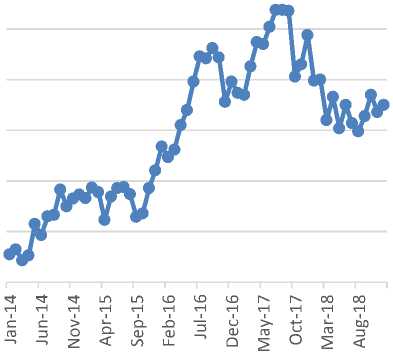 Jan-14
Jun-14
Nov-14
Apr-15
Sep-15
Feb-16
Jul-16
Dec-16
May-17
Oct-17
Mar-18
Aug-18